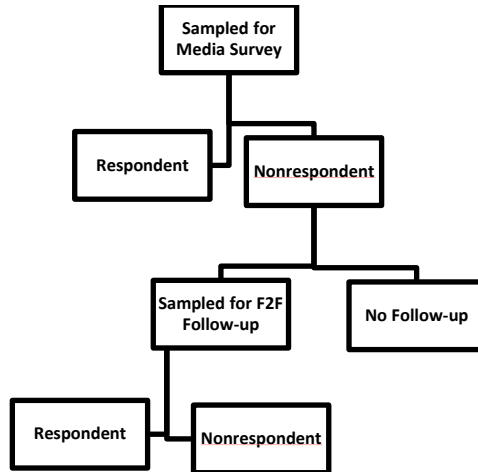 Sampled for
Media Survey
Respondent
Nonrespondent
Sampled for F2F
Follow-up
No Follow-up
Respondent
Nonrespondent